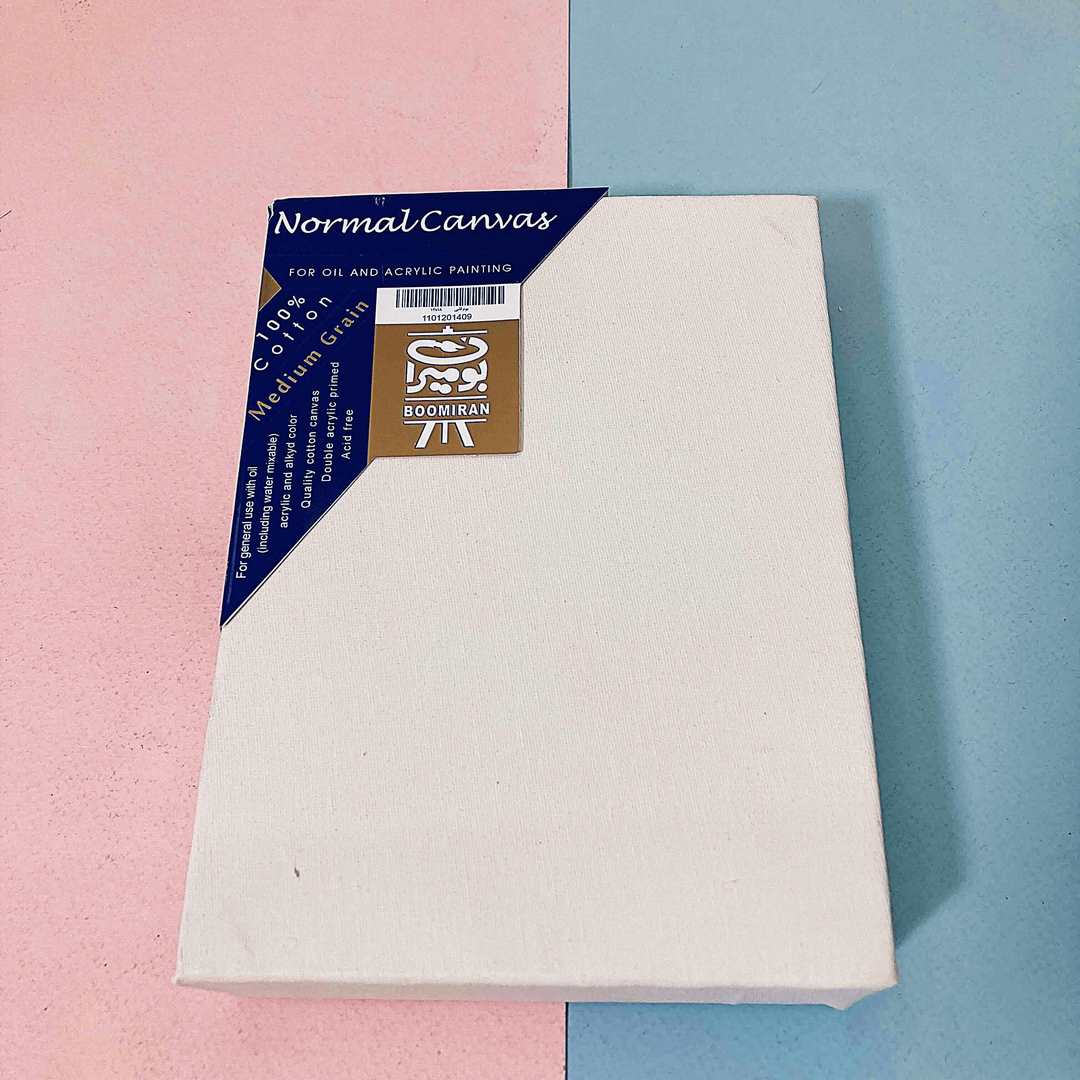 Normal Canvas
FOR OIL AND ACRYLIC PAINTING
100%
Cotton
Medium Grain
For general use with oil
(including water mixable)
acrylic and alkyd color
Quality cotton canvas
Double acrylic primed
Acid free
1101201409
بومیران
BOOMIRAN